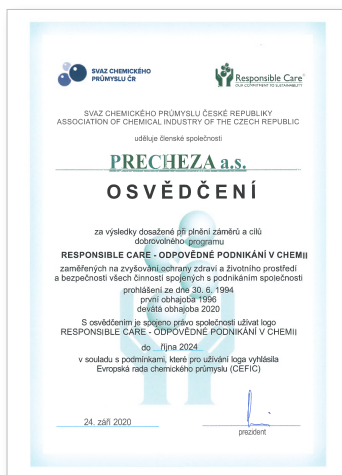 SVAZ CHEMICKÉHO
PRŮMYSLU ČR
Responsible Care®
OUR COMMITMENT TO SUSTAINABILITY
SVAZ CHEMICKÉHO PRŮMYSLU ČESKÉ REPUBLIKY
ASSOCIATION OF CHEMICAL INDUSTRY OF THE CZECH REPUBLIC
uděluje členské společnosti
PRECHEZA a.s.
OSVĚDČENÍ
za výsledky dosažené při plnění záměrů a cílů
dobrovolného programu
RESPONSIBLE CARE - ODPOVĚDNÉ PODNIKÁNÍ V CHEMII
zaměřených na zvyšování ochrany zdraví a životního prostředí
a bezpečnosti všech činností spojených s podnikáním společnosti
prohlášení ze dne 30. 6. 1994
první obhajoba 1996
devátá obhajoba 2020
S osvědčením je spojeno právo společnosti užívat logo
RESPONSIBLE CARE - ODPOVĚDNÉ PODNIKÁNÍ V CHEMII
do října 2024
v souladu s podmínkami, které pro užívání loga vyhlásila
Evropská rada chemického průmyslu (CEFIC)
24. září 2020
prezident